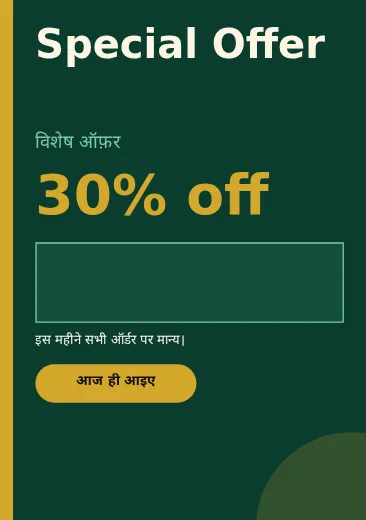 Special Offer
विशेष ऑफ़र
30% off
इस महीने सभी ऑर्डर पर मान्य।
आज ही आइए